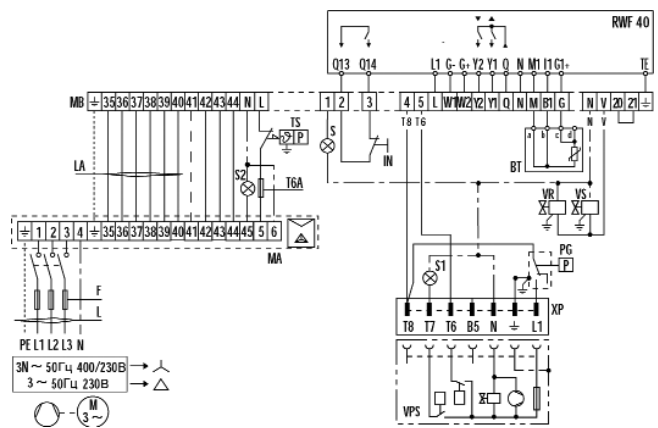 RWF 40
Q13 Q14 L1 G- G+ Y2 Y1 Q N M1 I1 G1+ TE
MB ⏚ 35 36 37 38 39 40 41 42 43 44 N L
1 2 3 4 5 L W1 W2 Y2 Y1 Q N M B1 G N V 20 21 ⏚
T8 T6 N V
TS
P
S
IN
a b c d
BT
LA
S2
T6A
VR VS
⏚ 1 2 3 4 ⏚ 35 36 37 38 39 40 41 42 43 44 45 5 6
MA
PG
P
S1
F
L
XP
T8 T7 T6 B5 N ⏚ L1
PE L1 L2 L3 N
3N ~ 50Гц 400/230В
3 ~ 50Гц 230В
M
3 ~
VPS